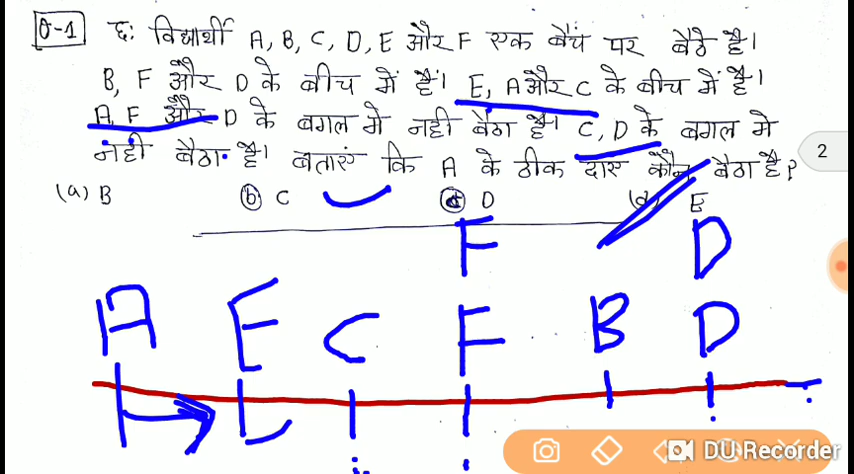 Q-1 छः विद्यार्थी A, B, C, D, E और F एक बैंच पर बैठे है।
B, F और D के बीच में हैं। E, A और C के बीच में है।
A, F और D के बगल में नही बैठा है। C, D के बगल मे
नही बैठा है। बताएं कि A के ठीक दाए कौन बैठा है?
2
(a) B (b) C (c) D (d) E
F D
A E C F B D
DU Recorder